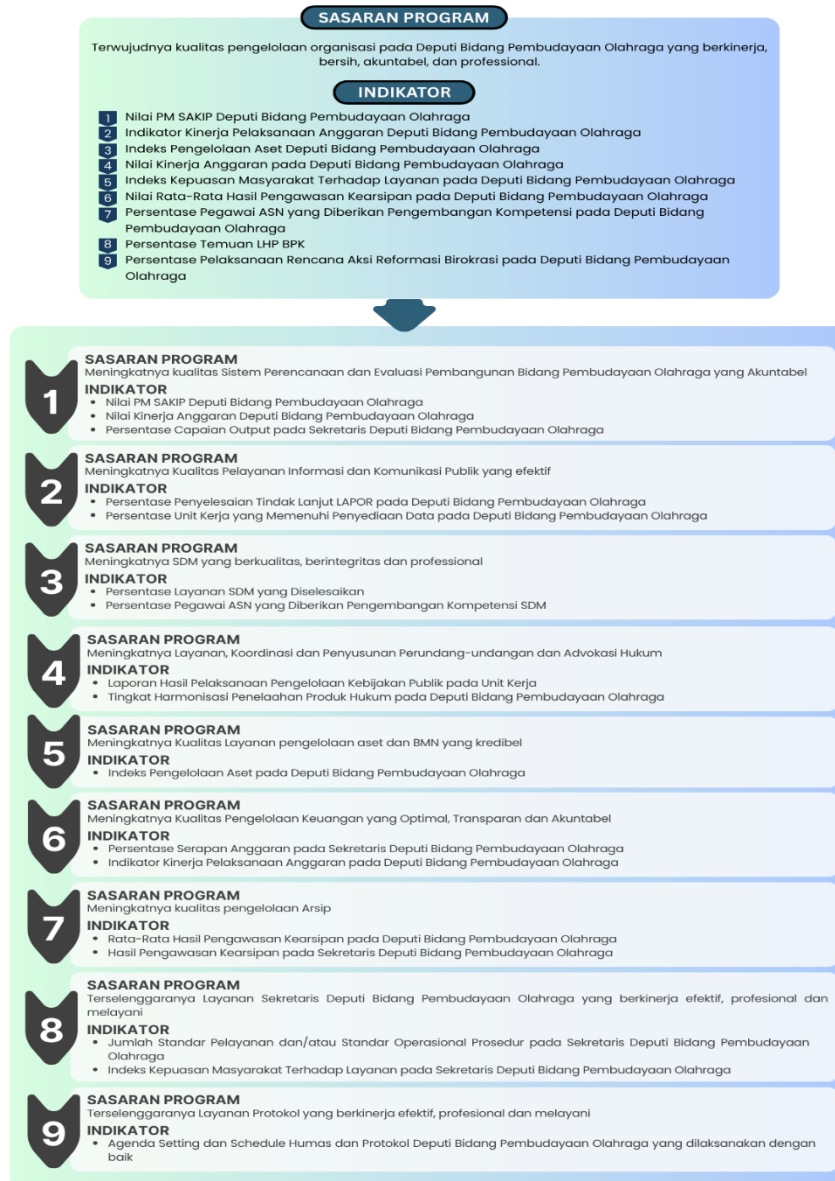 SASARAN PROGRAM
Terwujudnya kualitas pengelolaan organisasi pada Deputi Bidang Pembudayaan Olahraga yang berkinerja,
bersih, akuntabel, dan professional.
INDIKATOR
1 Nilai PM SAKIP Deputi Bidang Pembudayaan Olahraga
2 Indikator Kinerja Pelaksanaan Anggaran Deputi Bidang Pembudayaan Olahraga
3 Indeks Pengelolaan Aset Deputi Bidang Pembudayaan Olahraga
4 Nilai Kinerja Anggaran pada Deputi Bidang Pembudayaan Olahraga
5 Indeks Kepuasan Masyarakat Terhadap Layanan pada Deputi Bidang Pembudayaan Olahraga
6 Nilai Rata-Rata Hasil Pengawasan Kearsipan pada Deputi Bidang Pembudayaan Olahraga
7 Persentase Pegawai ASN yang Diberikan Pengembangan Kompetensi pada Deputi Bidang
Pembudayaan Olahraga
8 Persentase Temuan LHP BPK
9 Persentase Pelaksanaan Rencana Aksi Reformasi Birokrasi pada Deputi Bidang Pembudayaan
Olahraga
1
SASARAN PROGRAM
Meningkatnya kualitas Sistem Perencanaan dan Evaluasi Pembangunan Bidang Pembudayaan Olahraga yang Akuntabel
INDIKATOR
• Nilai PM SAKIP Deputi Bidang Pembudayaan Olahraga
• Nilai Kinerja Anggaran Deputi Bidang Pembudayaan Olahraga
• Persentase Capaian Output pada Sekretaris Deputi Bidang Pembudayaan Olahraga
2
SASARAN PROGRAM
Meningkatnya Kualitas Pelayanan Informasi dan Komunikasi Publik yang efektif
INDIKATOR
• Persentase Penyelesaian Tindak Lanjut LAPOR pada Deputi Bidang Pembudayaan Olahraga
• Persentase Unit Kerja yang Memenuhi Penyediaan Data pada Deputi Bidang Pembudayaan Olahraga
3
SASARAN PROGRAM
Meningkatnya SDM yang berkualitas, berintegritas dan professional
INDIKATOR
• Persentase Layanan SDM yang Diselesaikan
• Persentase Pegawai ASN yang Diberikan Pengembangan Kompetensi SDM
4
SASARAN PROGRAM
Meningkatnya Layanan, Koordinasi dan Penyusunan Perundang-undangan dan Advokasi Hukum
INDIKATOR
• Laporan Hasil Pelaksanaan Pengelolaan Kebijakan Publik pada Unit Kerja
• Tingkat Harmonisasi Penelaahan Produk Hukum pada Deputi Bidang Pembudayaan Olahraga
5
SASARAN PROGRAM
Meningkatnya Kualitas Layanan pengelolaan aset dan BMN yang kredibel
INDIKATOR
• Indeks Pengelolaan Aset pada Deputi Bidang Pembudayaan Olahraga
6
SASARAN PROGRAM
Meningkatnya Kualitas Pengelolaan Keuangan yang Optimal, Transparan dan Akuntabel
INDIKATOR
• Persentase Serapan Anggaran pada Sekretaris Deputi Bidang Pembudayaan Olahraga
• Indikator Kinerja Pelaksanaan Anggaran pada Deputi Bidang Pembudayaan Olahraga
7
SASARAN PROGRAM
Meningkatnya kualitas pengelolaan Arsip
INDIKATOR
• Rata-Rata Hasil Pengawasan Kearsipan pada Deputi Bidang Pembudayaan Olahraga
• Hasil Pengawasan Kearsipan pada Sekretaris Deputi Bidang Pembudayaan Olahraga
8
SASARAN PROGRAM
Terselenggaranya Layanan Sekretaris Deputi Bidang Pembudayaan Olahraga yang berkinerja efektif, profesional dan
melayani
INDIKATOR
• Jumlah Standar Pelayanan dan/atau Standar Operasional Prosedur pada Sekretaris Deputi Bidang Pembudayaan
Olahraga
• Indeks Kepuasan Masyarakat Terhadap Layanan pada Sekretaris Deputi Bidang Pembudayaan Olahraga
9
SASARAN PROGRAM
Terselenggaranya Layanan Protokol yang berkinerja efektif, profesional dan melayani
INDIKATOR
• Agenda Setting dan Schedule Humas dan Protokol Deputi Bidang Pembudayaan Olahraga yang dilaksanakan dengan
baik